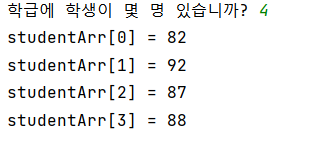 학급에 학생이 몇 명 있습니까? 4
studentArr[0] = 82
studentArr[1] = 92
studentArr[2] = 87
studentArr[3] = 88